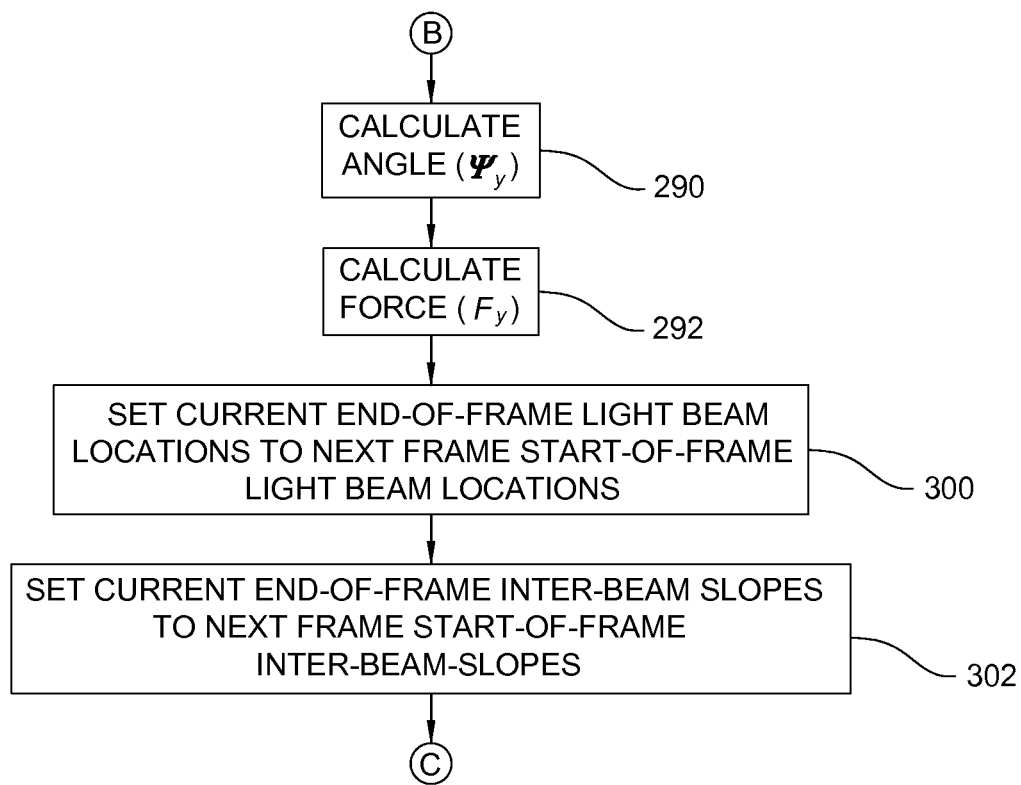 B
CALCULATE
ANGLE (Ψy)
290
CALCULATE
FORCE (Fy)
292
SET CURRENT END-OF-FRAME LIGHT BEAM
LOCATIONS TO NEXT FRAME START-OF-FRAME
LIGHT BEAM LOCATIONS
300
SET CURRENT END-OF-FRAME INTER-BEAM SLOPES
TO NEXT FRAME START-OF-FRAME
INTER-BEAM-SLOPES
302
C